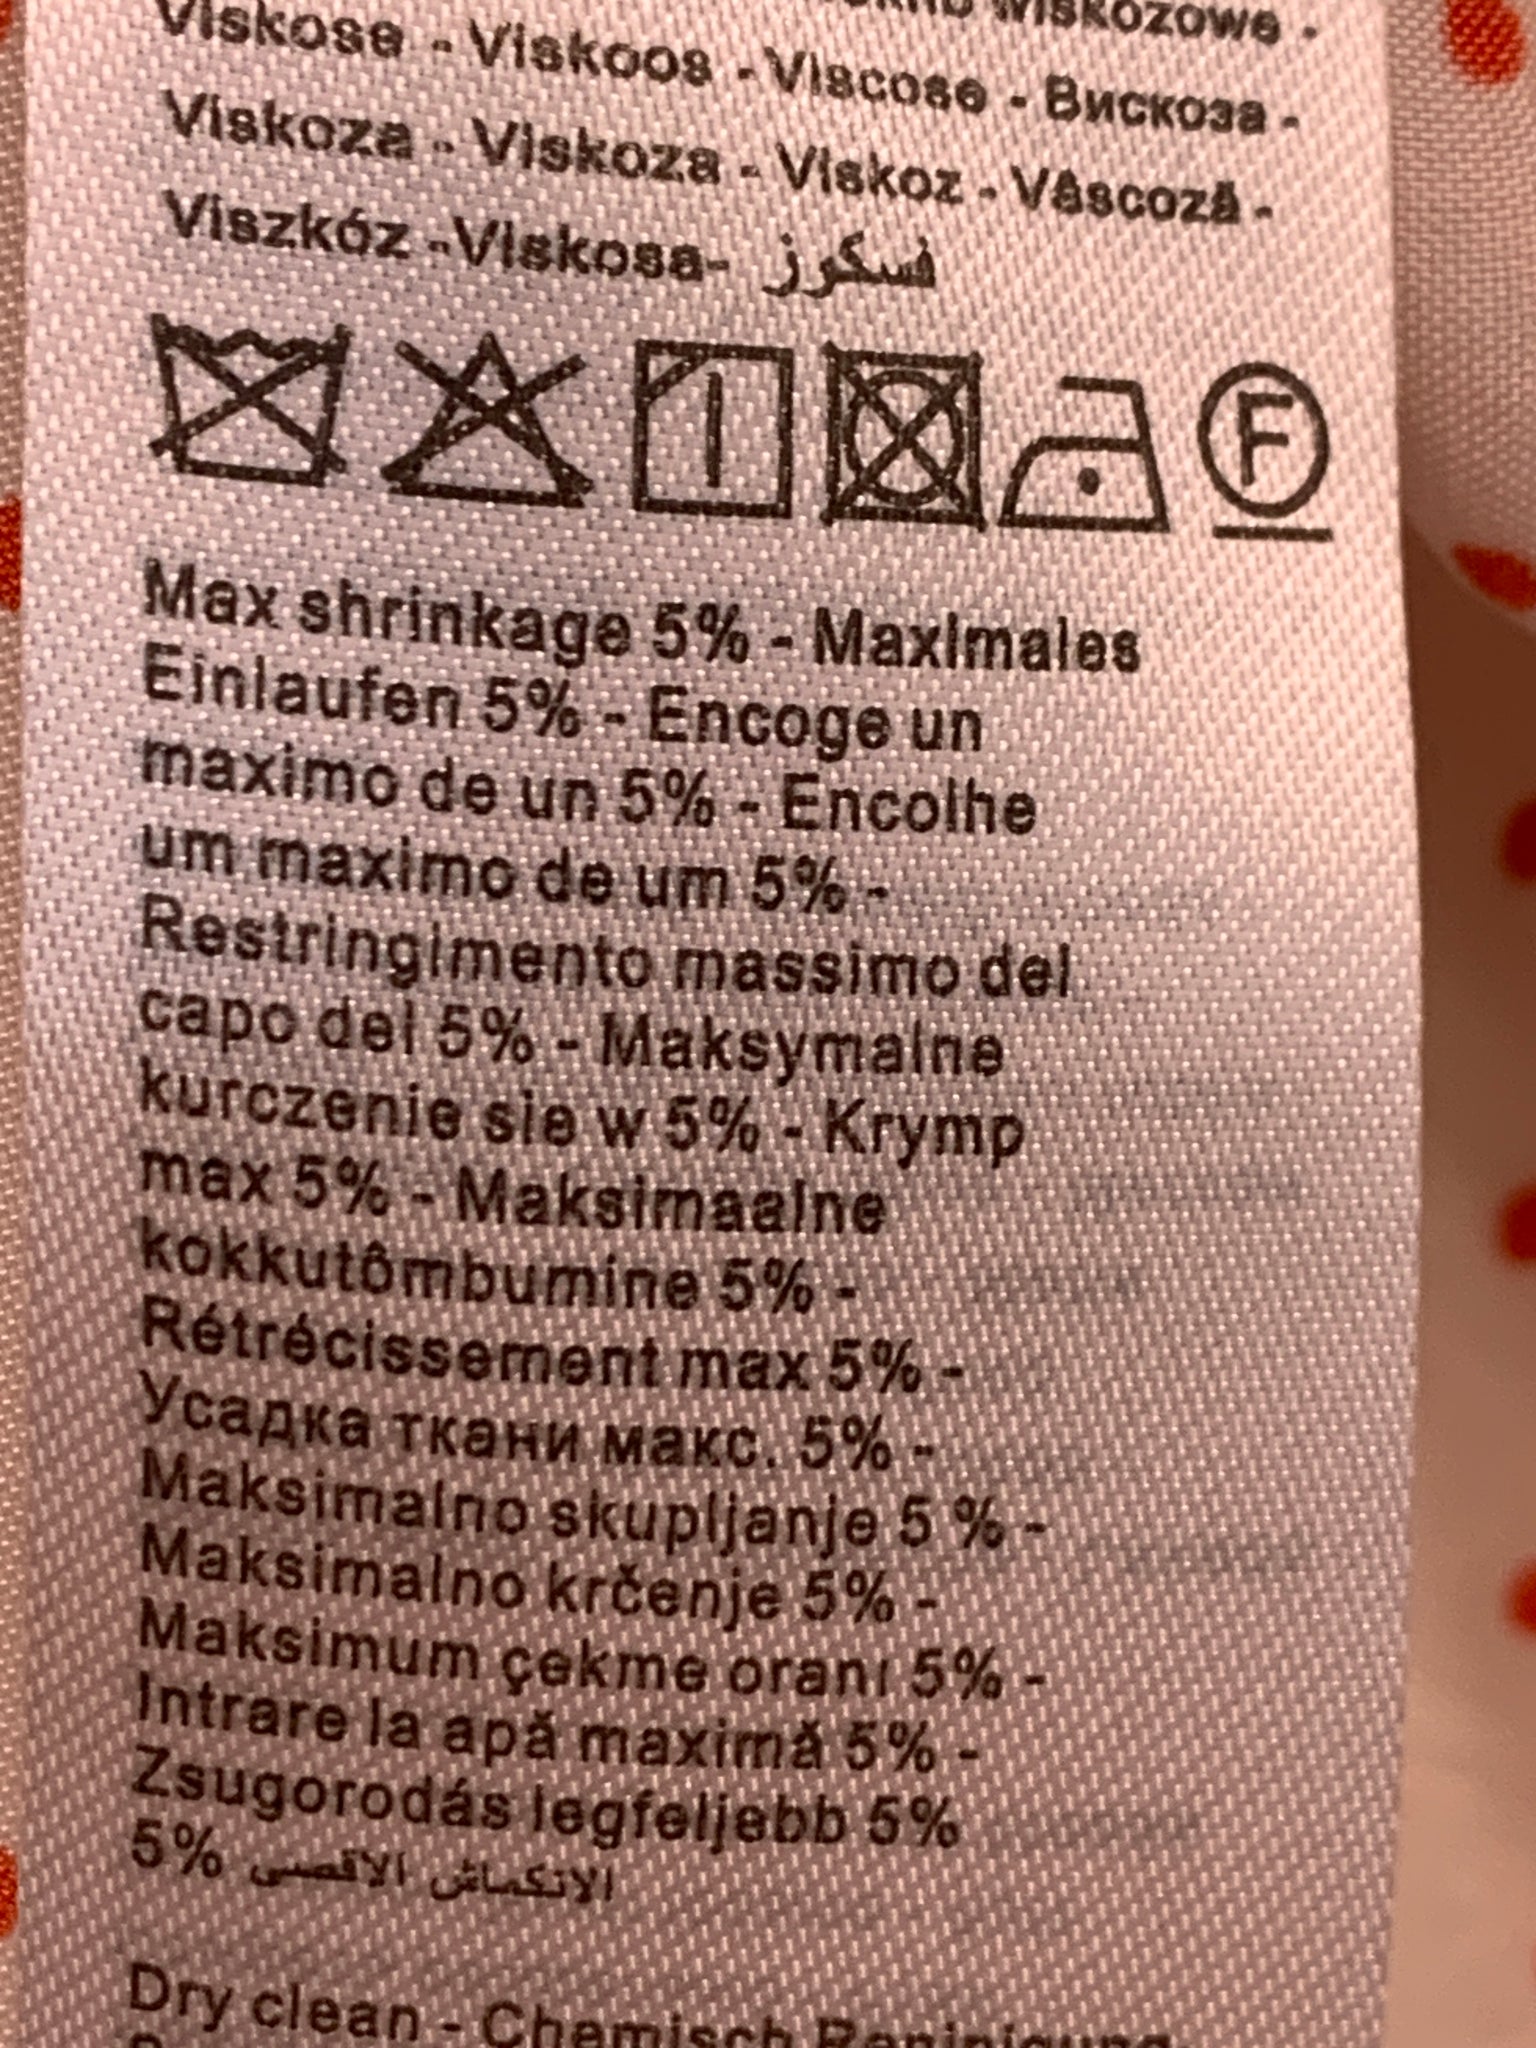 wiskozowe -
Viskose - Viskoos - Viscose - Вискоза -
Viskoza - Viskoza - Viskoz - Vâscoză -
Viszkóz -Viskosa- فسكوز
F
Max shrinkage 5% - Maximales
Einlaufen 5% - Encoge un
maximo de un 5% - Encolhe
um maximo de um 5% -
Restringimento massimo del
capo del 5% - Maksymalne
kurczenie sie w 5% - Krymp
max 5% - Maksimaalne
kokkutômbumine 5% -
Rétrécissement max 5% -
Усадка ткани макс. 5% -
Maksimalno skupljanje 5 % -
Maksimalno krčenje 5% -
Maksimum çekme oranı 5% -
Intrare la apă maximă 5% -
Zsugorodás legfeljebb 5%
5% الانكماش الاقصى
Dry clean - Chemisch Reninigung